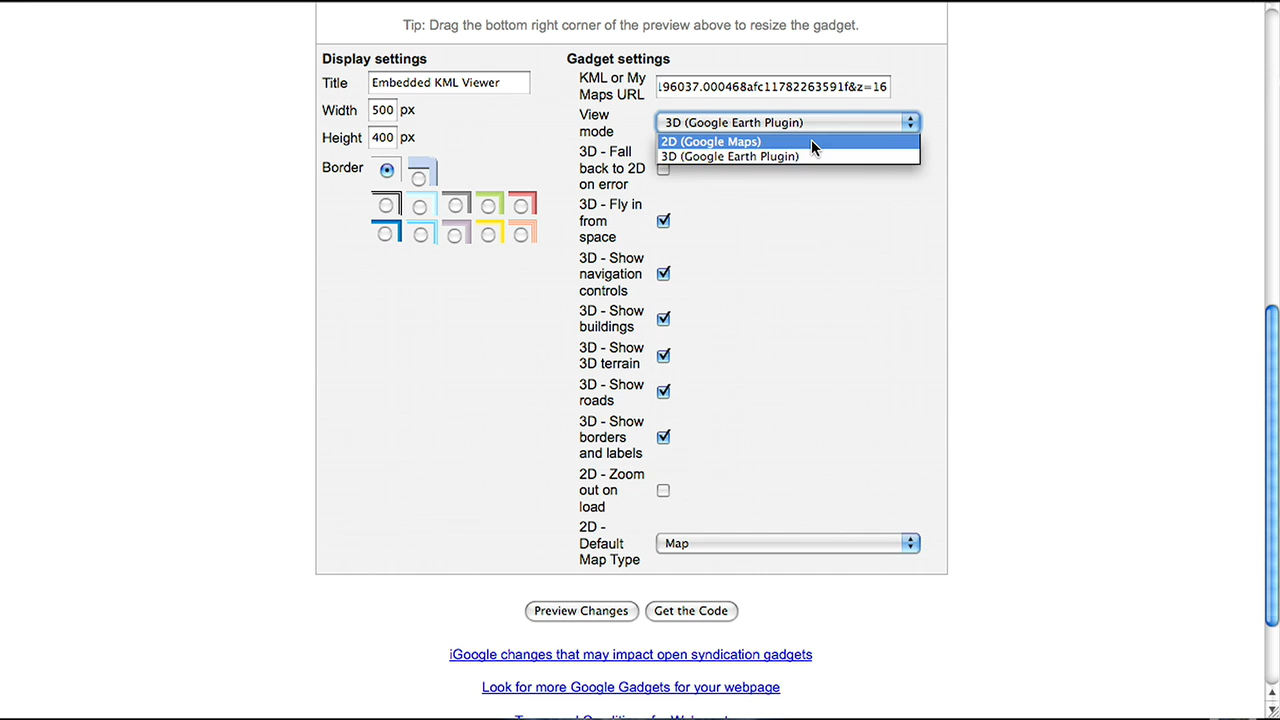 Tip: Drag the bottom right corner of the preview above to resize the gadget.
Display settings
Title Embedded KML Viewer
Width 500 px
Height 400 px
Border
Gadget settings
KML or My
Maps URL
196037.000468afc11782263591f&z=16
View
mode
3D (Google Earth Plugin)
2D (Google Maps)
3D (Google Earth Plugin)
3D - Fall
back to 2D
on error
3D - Fly in
from
space
3D - Show
navigation
controls
3D - Show
buildings
3D - Show
3D terrain
3D - Show
roads
3D - Show
borders
and labels
2D - Zoom
out on
load
2D -
Default
Map Type
Map
Preview Changes Get the Code
iGoogle changes that may impact open syndication gadgets
Look for more Google Gadgets for your webpage